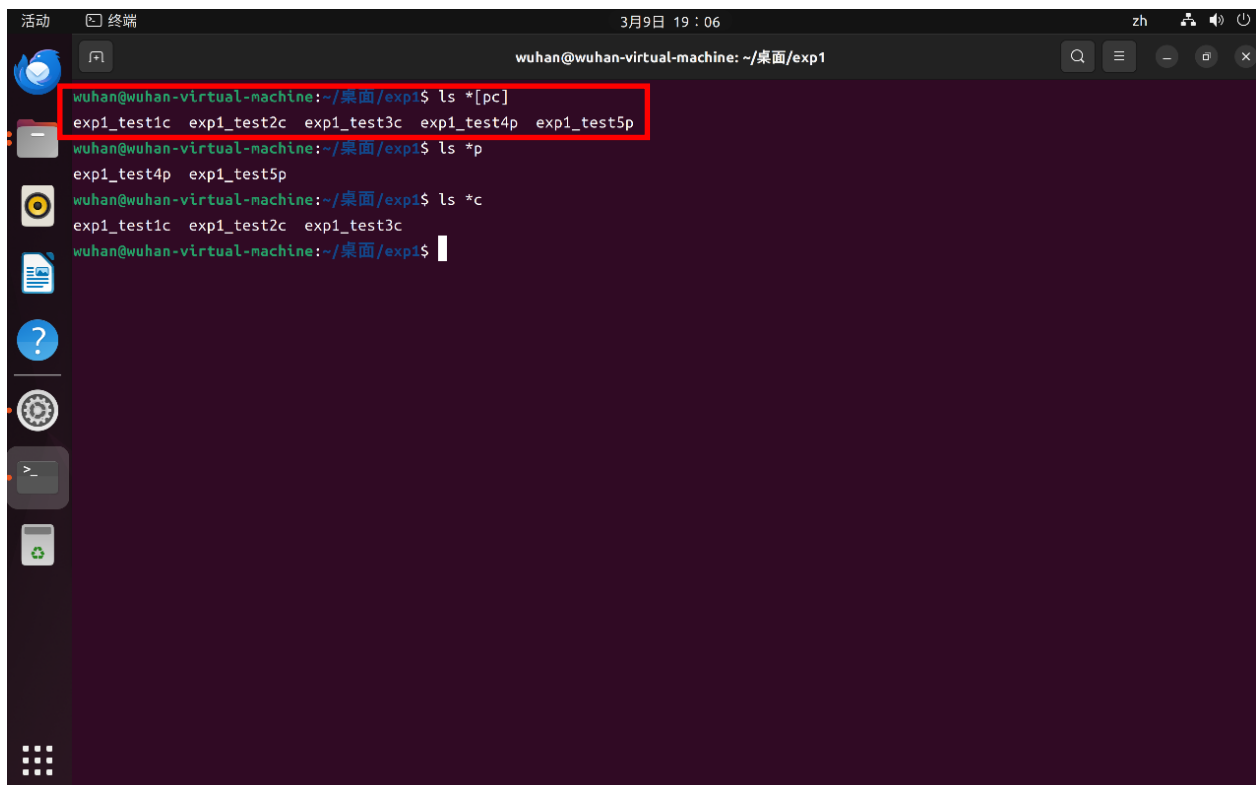 活动 终端 3月9日 19：06 zh
wuhan@wuhan-virtual-machine: ~/桌面/exp1
wuhan@wuhan-virtual-machine:~/桌面/exp1$ ls *[pc]
exp1_test1c exp1_test2c exp1_test3c exp1_test4p exp1_test5p
wuhan@wuhan-virtual-machine:~/桌面/exp1$ ls *p
exp1_test4p exp1_test5p
wuhan@wuhan-virtual-machine:~/桌面/exp1$ ls *c
exp1_test1c exp1_test2c exp1_test3c
wuhan@wuhan-virtual-machine:~/桌面/exp1$